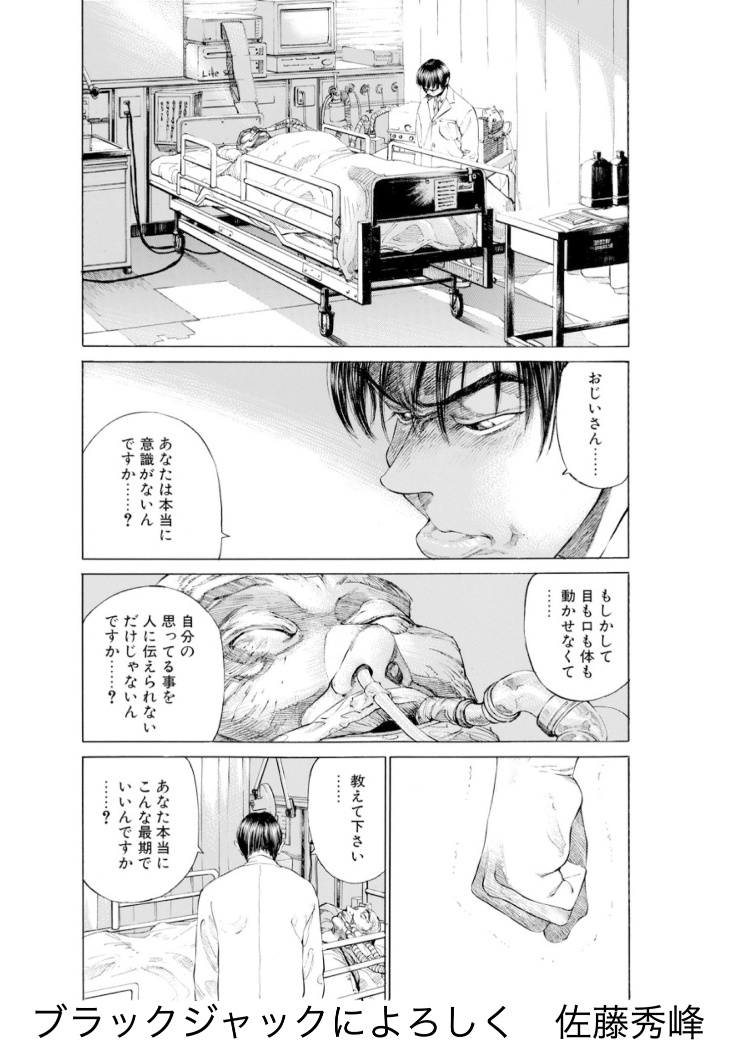 Life
おじいさん……
あなたは本当に
意識がないん
ですか……？
もしかして
目も口も体も
動かせなくて
……
自分の
思ってる事を
人に伝えられない
だけじゃないん
ですか……？
教えて下さい
……
あなた本当に
こんな最期で
いいんですか
……？
ブラックジャックによろしく　佐藤秀峰